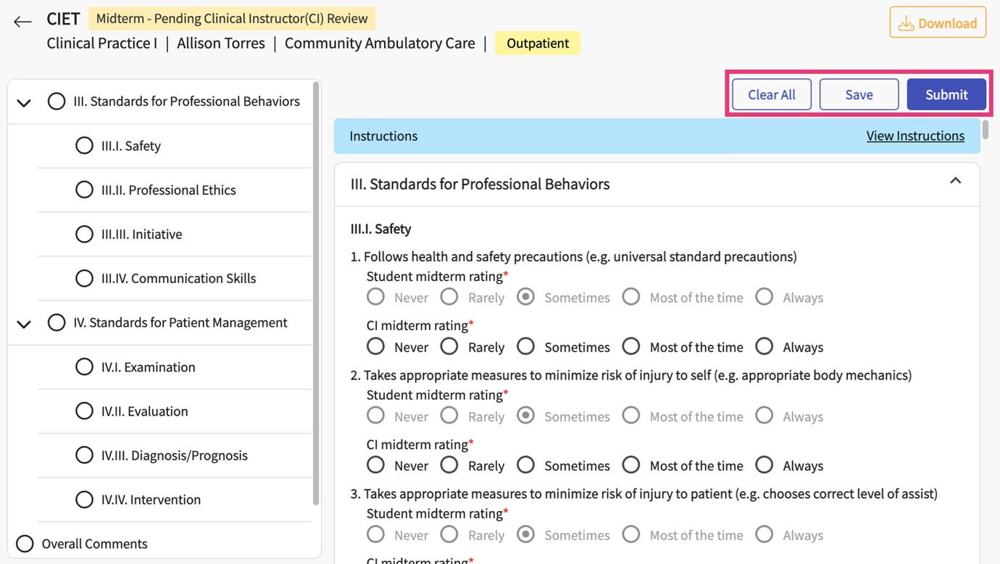 CIET Midterm - Pending Clinical Instructor(CI) Review
Download
Clinical Practice I | Allison Torres | Community Ambulatory Care | Outpatient
Clear All Save Submit
III. Standards for Professional Behaviors
III.I. Safety
III.II. Professional Ethics
III.III. Initiative
III.IV. Communication Skills
IV. Standards for Patient Management
IV.I. Examination
IV.II. Evaluation
IV.III. Diagnosis/Prognosis
IV.IV. Intervention
Overall Comments
Instructions View Instructions
III. Standards for Professional Behaviors
III.I. Safety
1. Follows health and safety precautions (e.g. universal standard precautions)
Student midterm rating*
Never Rarely Sometimes Most of the time Always
CI midterm rating*
Never Rarely Sometimes Most of the time Always
2. Takes appropriate measures to minimize risk of injury to self (e.g. appropriate body mechanics)
Student midterm rating*
Never Rarely Sometimes Most of the time Always
CI midterm rating*
Never Rarely Sometimes Most of the time Always
3. Takes appropriate measures to minimize risk of injury to patient (e.g. chooses correct level of assist)
Student midterm rating*
Never Rarely Sometimes Most of the time Always
CI midterm rating*